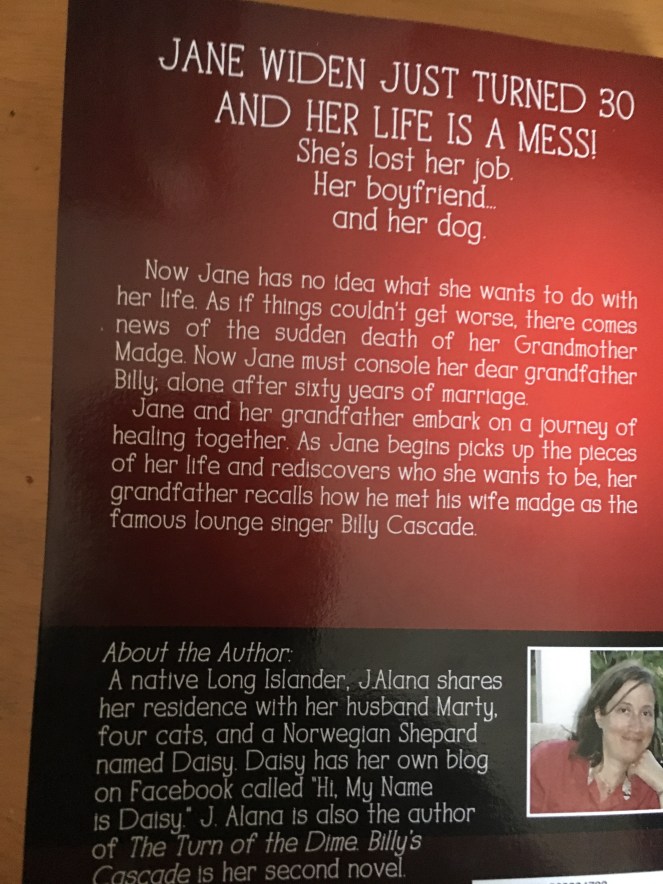 JANE WIDEN JUST TURNED 30
AND HER LIFE IS A MESS!
She's lost her job.
Her boyfriend...
and her dog.
Now Jane has no idea what she wants to do with
her life. As if things couldn't get worse, there comes
news of the sudden death of her Grandmother
Madge. Now Jane must console her dear grandfather
Billy; alone after sixty years of marriage.
Jane and her grandfather embark on a journey of
healing together. As Jane begins picks up the pieces
of her life and rediscovers who she wants to be, her
grandfather recalls how he met his wife madge as the
famous lounge singer Billy Cascade.
About the Author:
A native Long Islander, J.Alana shares
her residence with her husband Marty,
four cats, and a Norwegian Shepard
named Daisy. Daisy has her own blog
on Facebook called "Hi, My Name
is Daisy." J. Alana is also the author
of The Turn of the Dime. Billy's
Cascade is her second novel.